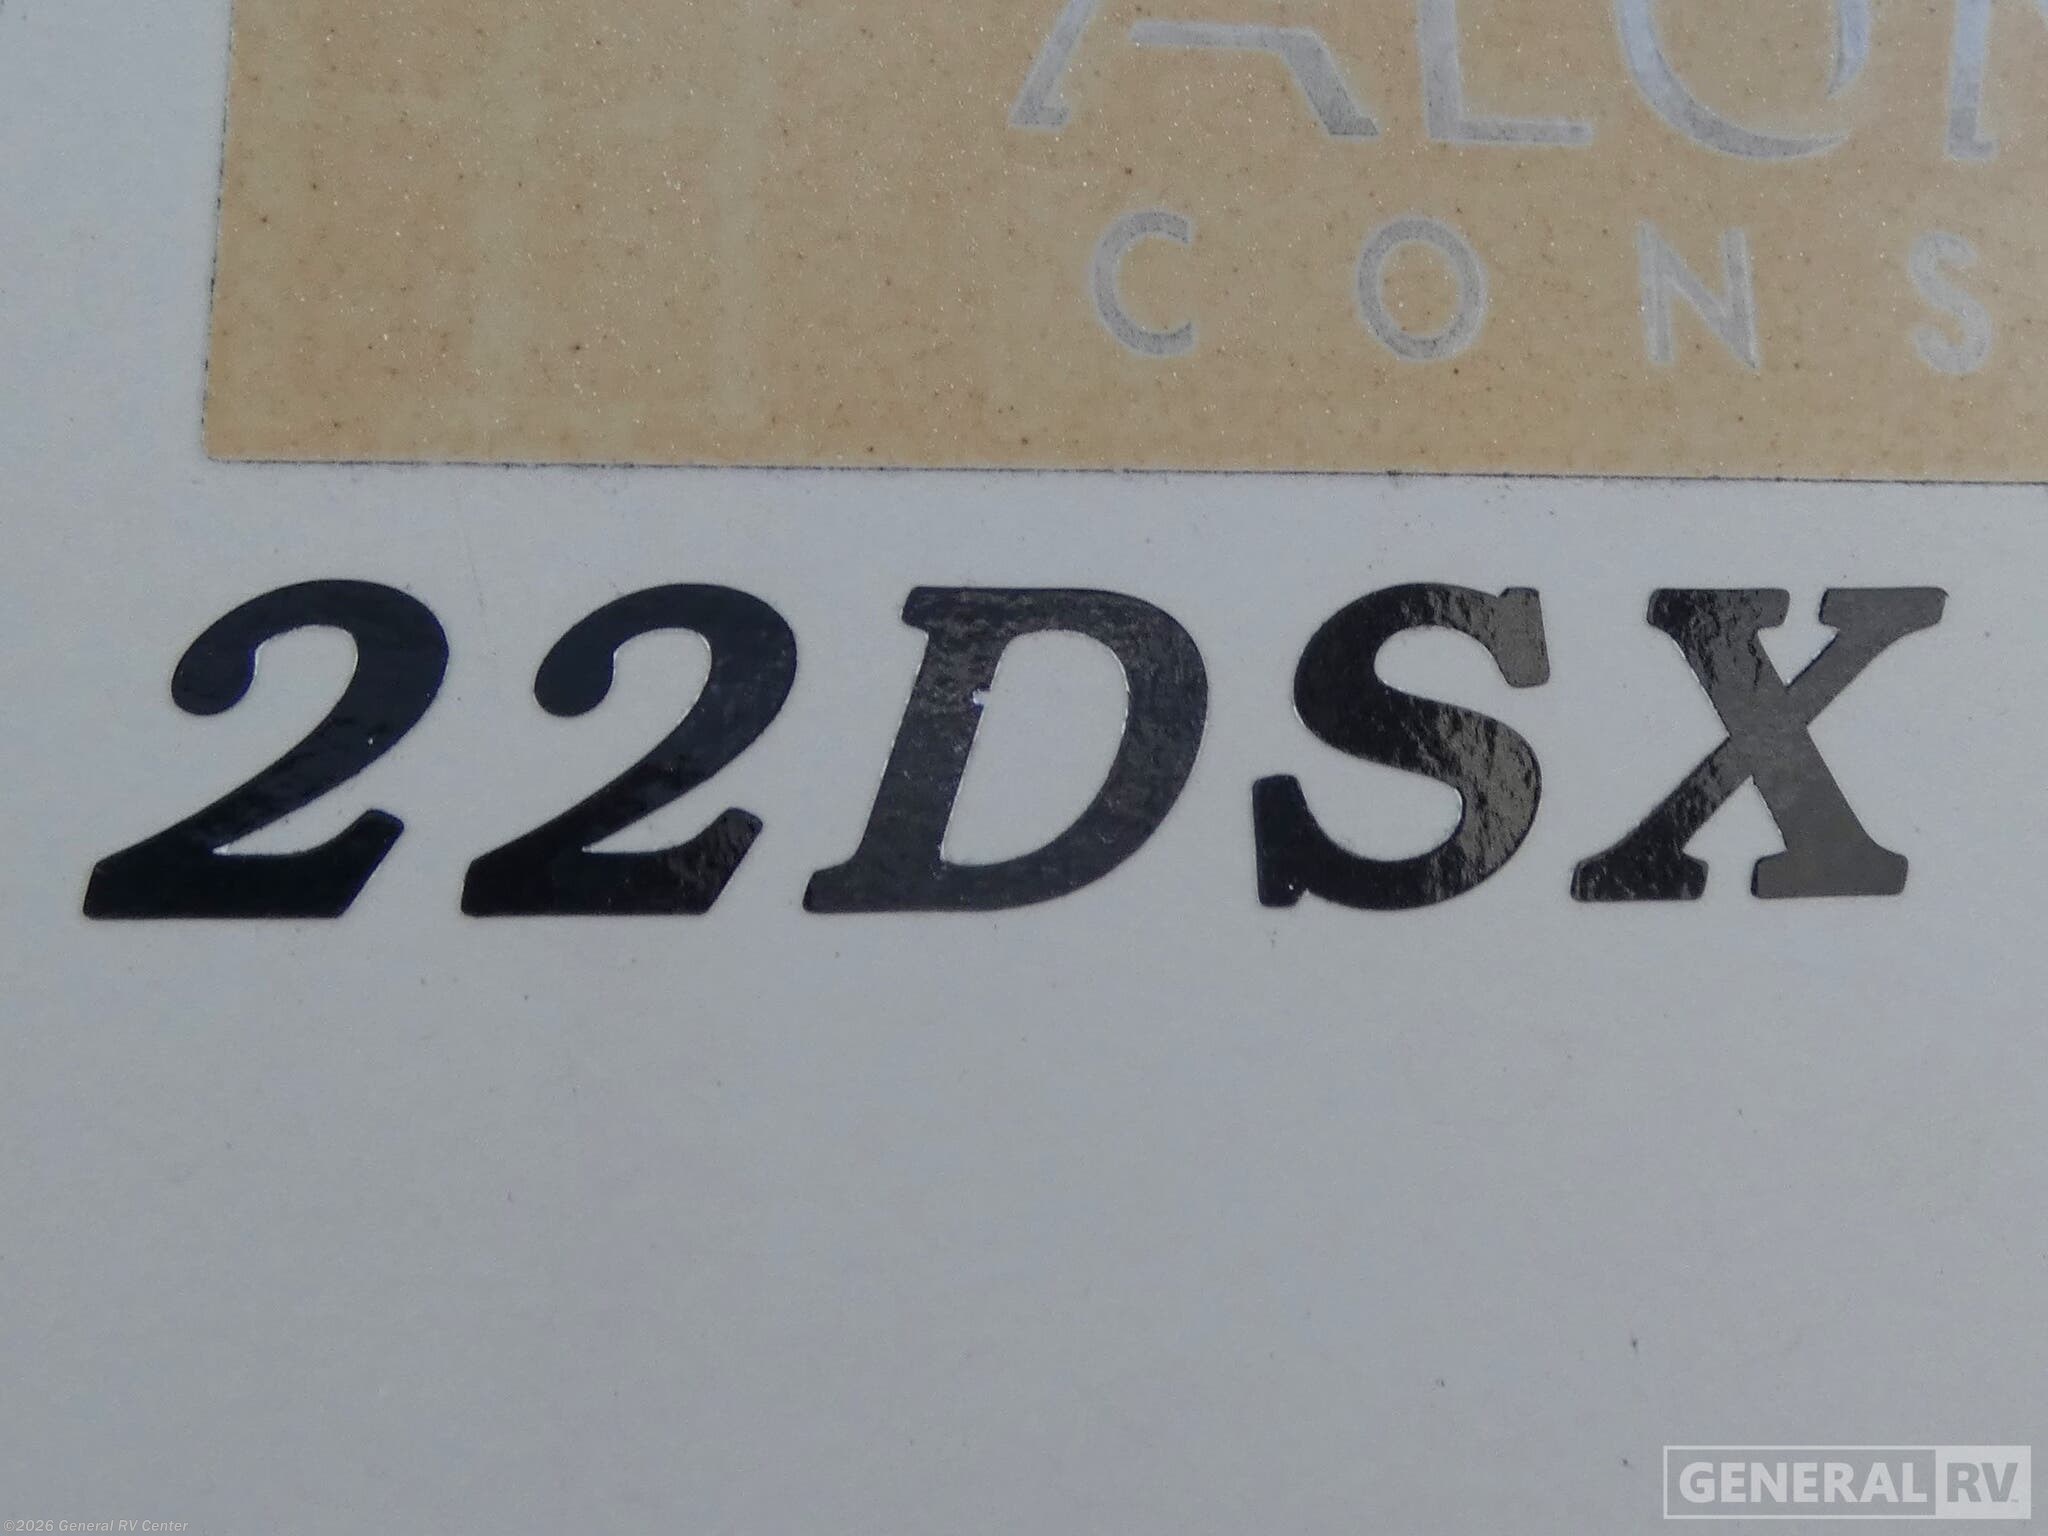 CONS
22DSX
GENERAL RV
©2026 General RV Center